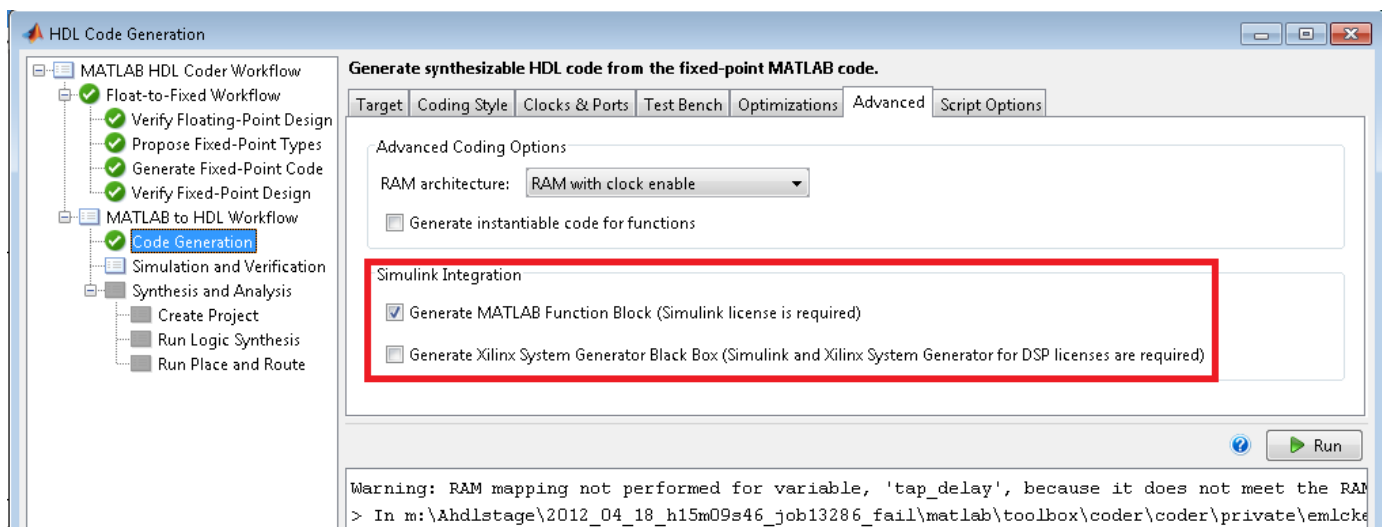 HDL Code Generation
MATLAB HDL Coder Workflow
Float-to-Fixed Workflow
Verify Floating-Point Design
Propose Fixed-Point Types
Generate Fixed-Point Code
Verify Fixed-Point Design
MATLAB to HDL Workflow
Code Generation
Simulation and Verification
Synthesis and Analysis
Create Project
Run Logic Synthesis
Run Place and Route
Generate synthesizable HDL code from the fixed-point MATLAB code.
Target Coding Style Clocks & Ports Test Bench Optimizations Advanced Script Options
Advanced Coding Options
RAM architecture: RAM with clock enable
Generate instantiable code for functions
Simulink Integration
Generate MATLAB Function Block (Simulink license is required)
Generate Xilinx System Generator Black Box (Simulink and Xilinx System Generator for DSP licenses are required)
Run
Warning: RAM mapping not performed for variable, 'tap_delay', because it does not meet the RAM
> In m:\Ahdlstage\2012_04_18_h15m09s46_job13286_fail\matlab\toolbox\coder\coder\private\emlcke